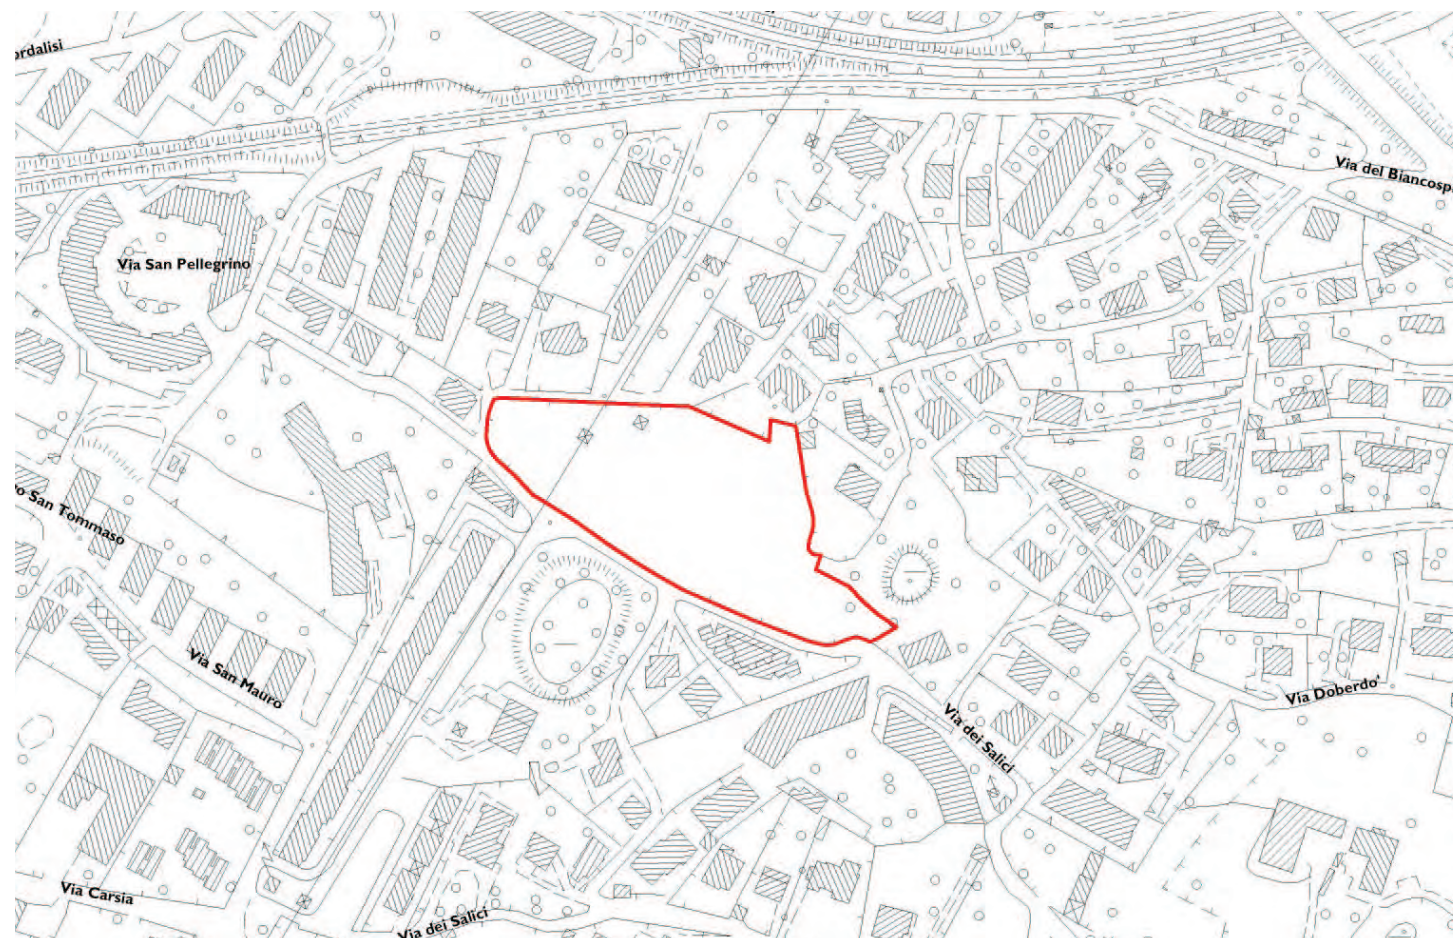 ordalisi
Via del Biancosp
Via San Pellegrino
o San Tommaso
Via San Mauro
Via Doberdo'
Via dei Salici
Via Carsia
Via dei Salici